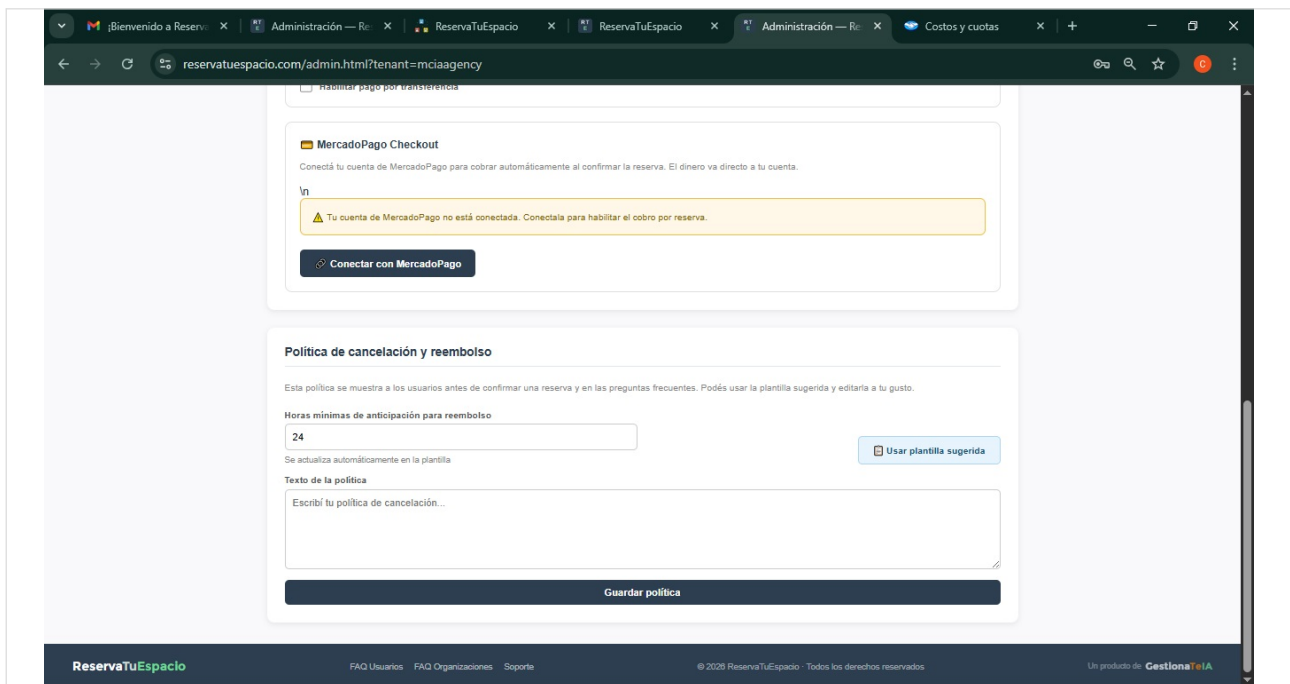 ¡Bienvenido a Reserva
Administración — Re
ReservaTuEspacio
ReservaTuEspacio
Administración — Re
Costos y cuotas
reservatuespacio.com/admin.html?tenant=mciaagency
C
Habilitar pago por transferencia
MercadoPago Checkout
Conectá tu cuenta de MercadoPago para cobrar automáticamente al confirmar la reserva. El dinero va directo a tu cuenta.
\n
Tu cuenta de MercadoPago no está conectada. Conectala para habilitar el cobro por reserva.
Conectar con MercadoPago
Política de cancelación y reembolso
Esta política se muestra a los usuarios antes de confirmar una reserva y en las preguntas frecuentes. Podés usar la plantilla sugerida y editarla a tu gusto.
Horas mínimas de anticipación para reembolso
24
Usar plantilla sugerida
Se actualiza automáticamente en la plantilla
Texto de la política
Escribí tu política de cancelación...
Guardar política
ReservaTuEspacio
FAQ Usuarios FAQ Organizaciones Soporte
© 2026 ReservaTuEspacio · Todos los derechos reservados
Un producto de GestionaTeIA